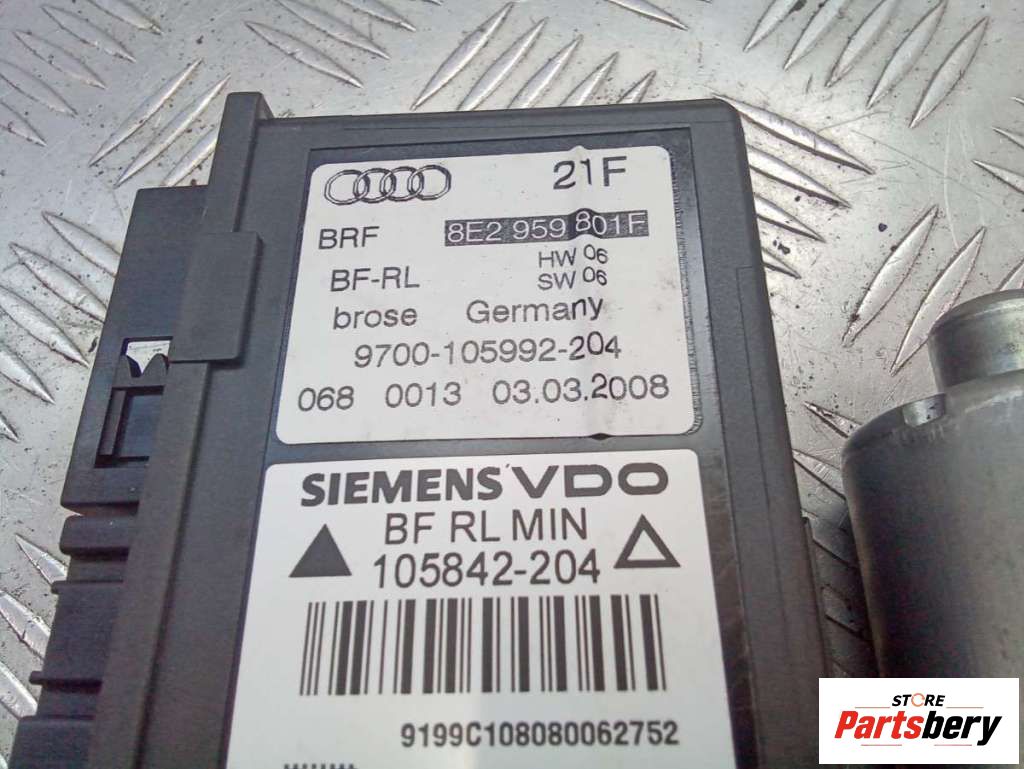 21F
BRF 8E2 959 801F
HW 06
BF-RL SW 06
brose Germany
9700-105992-204
068 0013 03.03.2008
SIEMENS VDO
BF RL MIN
105842-204
9199C108080062752
STORE
Partsbery